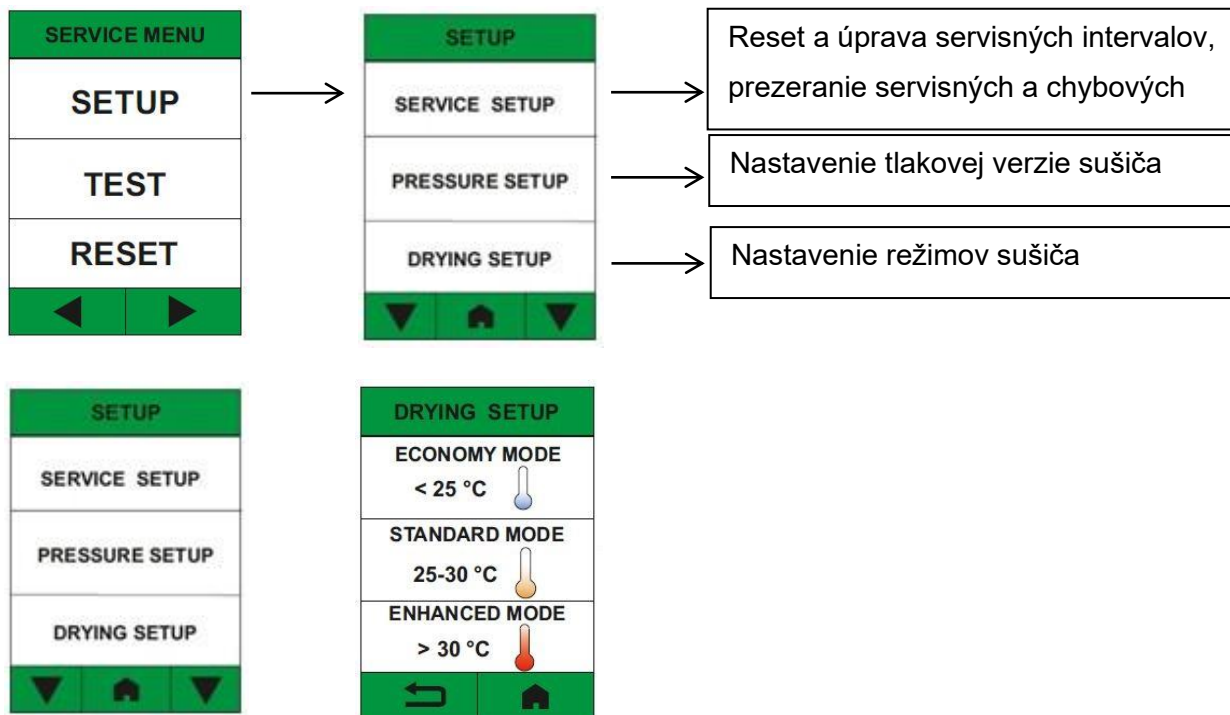 SERVICE MENU
SETUP
TEST
RESET
SETUP
SERVICE SETUP
PRESSURE SETUP
DRYING SETUP
Reset a úprava servisných intervalov,
prezeranie servisných a chybových
Nastavenie tlakovej verzie sušiča
Nastavenie režimov sušiča
SETUP
SERVICE SETUP
PRESSURE SETUP
DRYING SETUP
DRYING SETUP
ECONOMY MODE
< 25 °C
STANDARD MODE
25-30 °C
ENHANCED MODE
> 30 °C